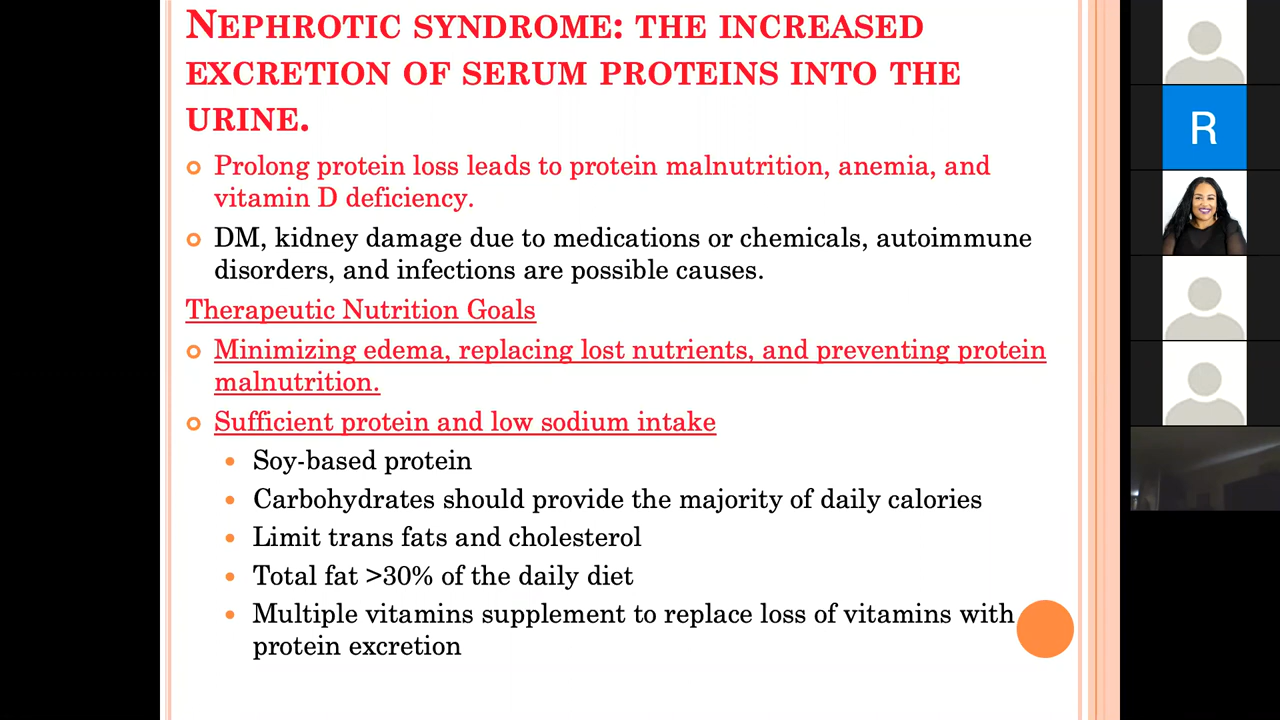 Nephrotic syndrome: the increased
excretion of serum proteins into the
urine.
Prolong protein loss leads to protein malnutrition, anemia, and
vitamin D deficiency.
DM, kidney damage due to medications or chemicals, autoimmune
disorders, and infections are possible causes.
Therapeutic Nutrition Goals
Minimizing edema, replacing lost nutrients, and preventing protein
malnutrition.
Sufficient protein and low sodium intake
Soy-based protein
Carbohydrates should provide the majority of daily calories
Limit trans fats and cholesterol
Total fat >30% of the daily diet
Multiple vitamins supplement to replace loss of vitamins with
protein excretion
R